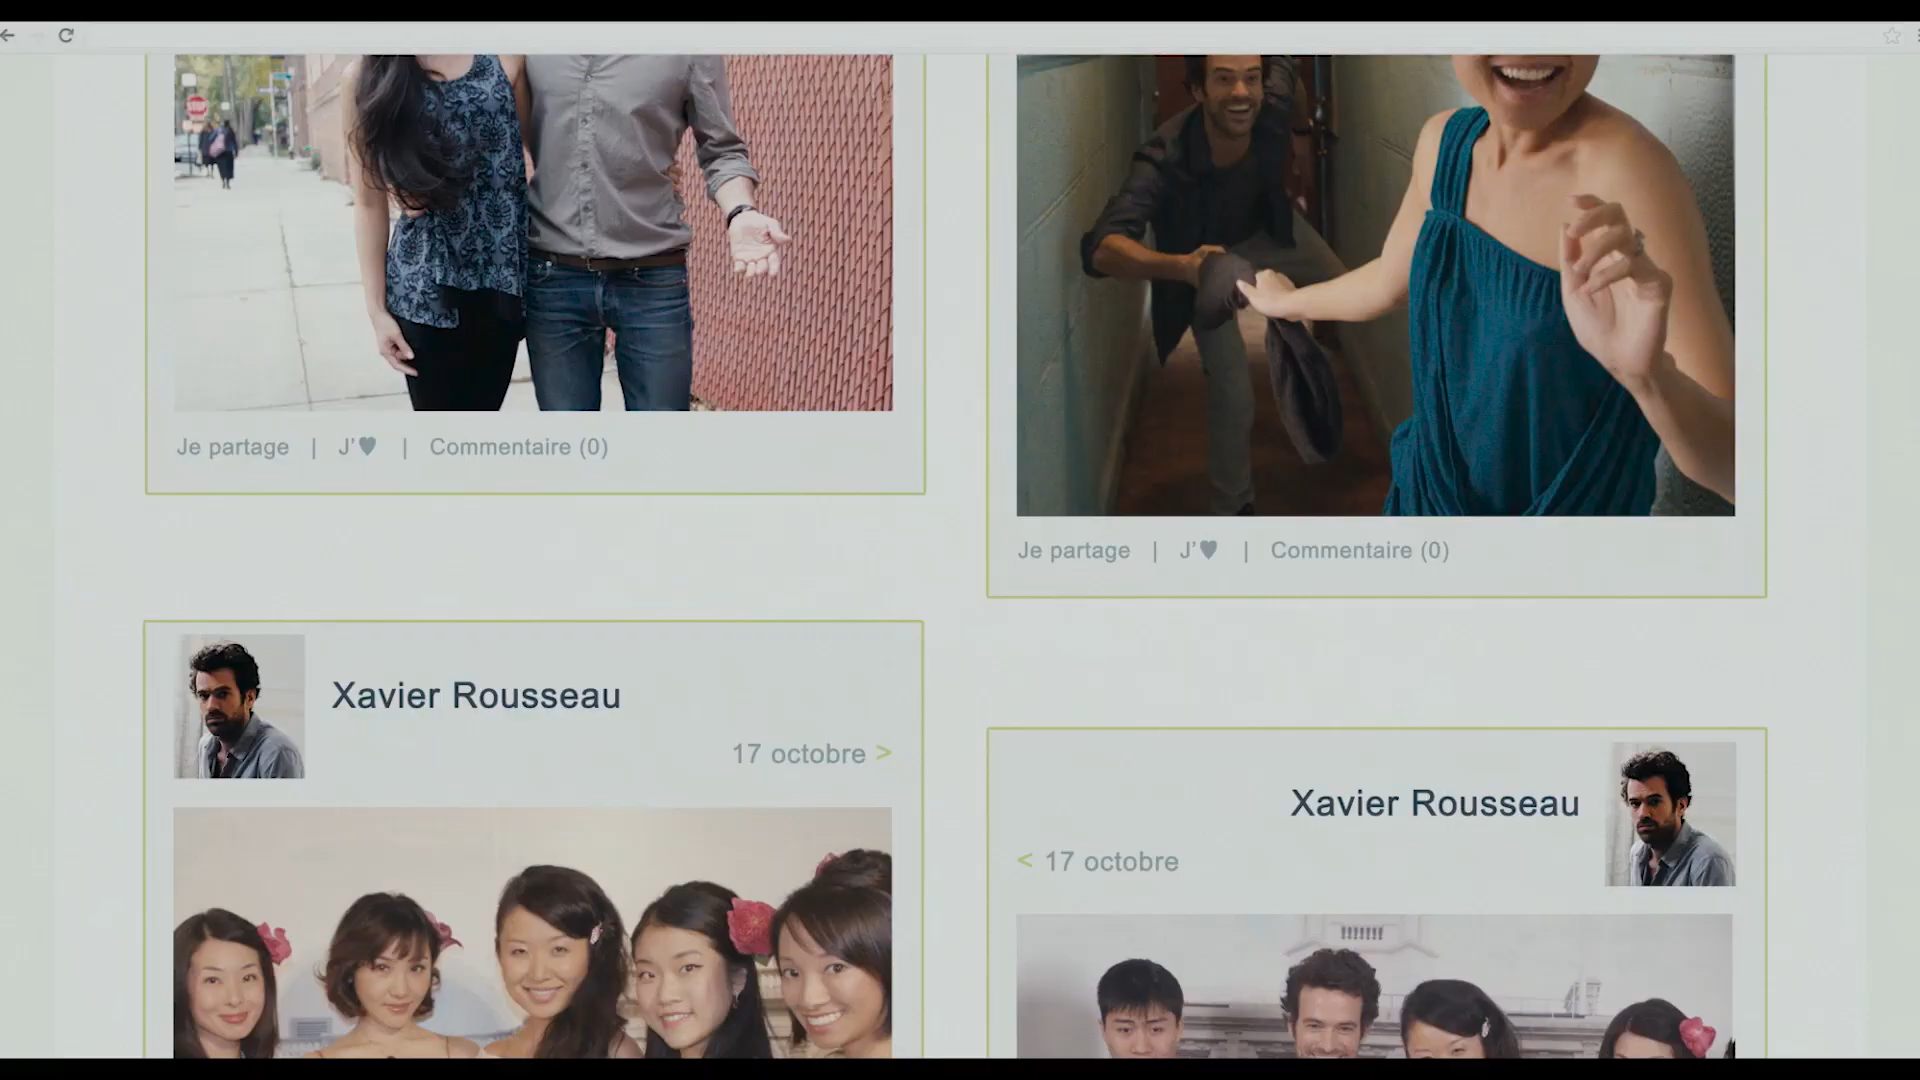 Je partage | J'♥ | Commentaire (0)
Je partage | J'♥ | Commentaire (0)
Xavier Rousseau
17 octobre >
Xavier Rousseau
< 17 octobre